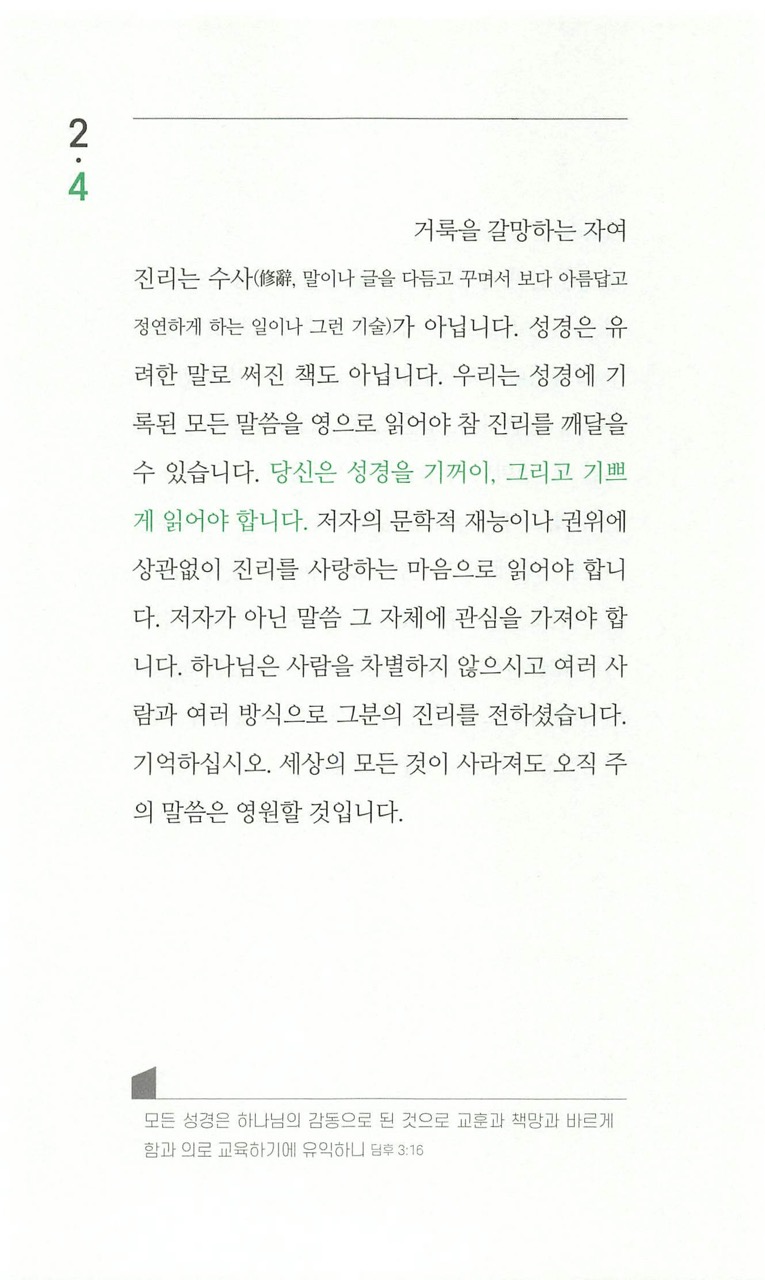 2
·
4
거룩을 갈망하는 자여
진리는 수사(修辭, 말이나 글을 다듬고 꾸며서 보다 아름답고
정연하게 하는 일이나 그런 기술)가 아닙니다. 성경은 유
려한 말로 써진 책도 아닙니다. 우리는 성경에 기
록된 모든 말씀을 영으로 읽어야 참 진리를 깨달을
수 있습니다. 당신은 성경을 기꺼이, 그리고 기쁘
게 읽어야 합니다. 저자의 문학적 재능이나 권위에
상관없이 진리를 사랑하는 마음으로 읽어야 합니
다. 저자가 아닌 말씀 그 자체에 관심을 가져야 합
니다. 하나님은 사람을 차별하지 않으시고 여러 사
람과 여러 방식으로 그분의 진리를 전하셨습니다.
기억하십시오. 세상의 모든 것이 사라져도 오직 주
의 말씀은 영원할 것입니다.
모든 성경은 하나님의 감동으로 된 것으로 교훈과 책망과 바르게
함과 의로 교육하기에 유익하니 딤후 3:16